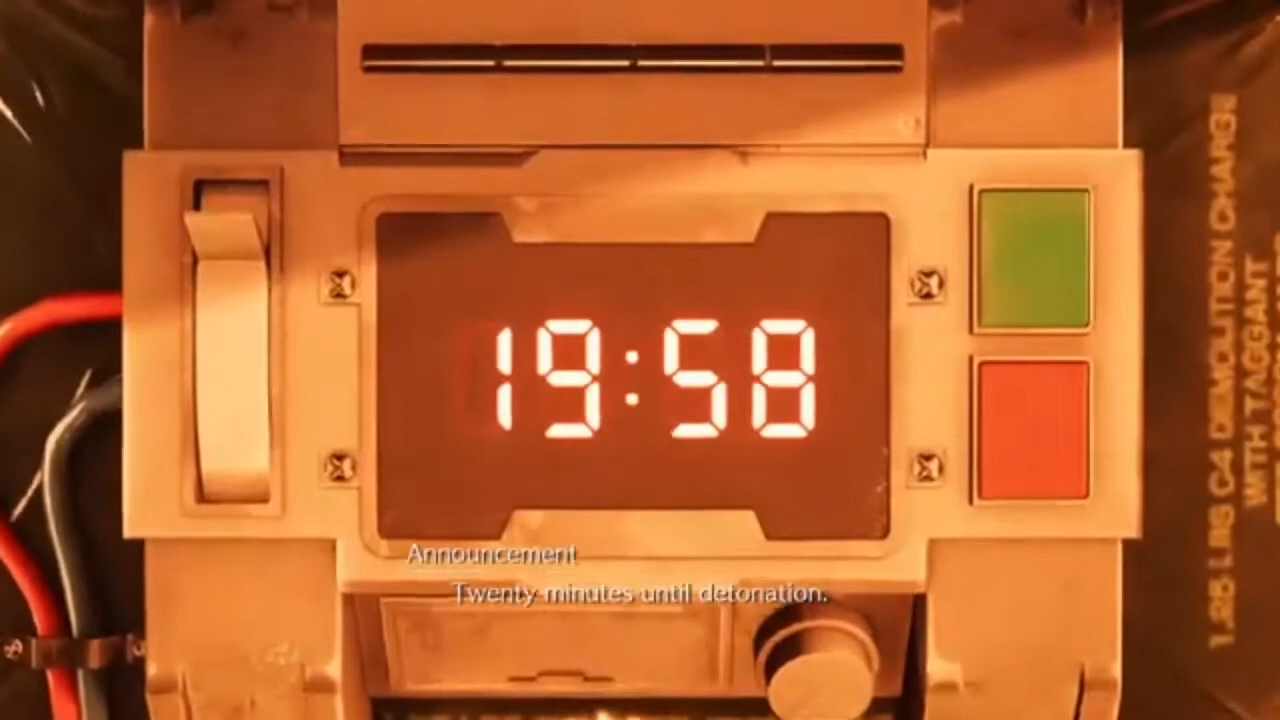 19:58
Announcement
Twenty minutes until detonation.
1.25 LBS C4 DEMOLITION CHARGE
WITH TAGGANT